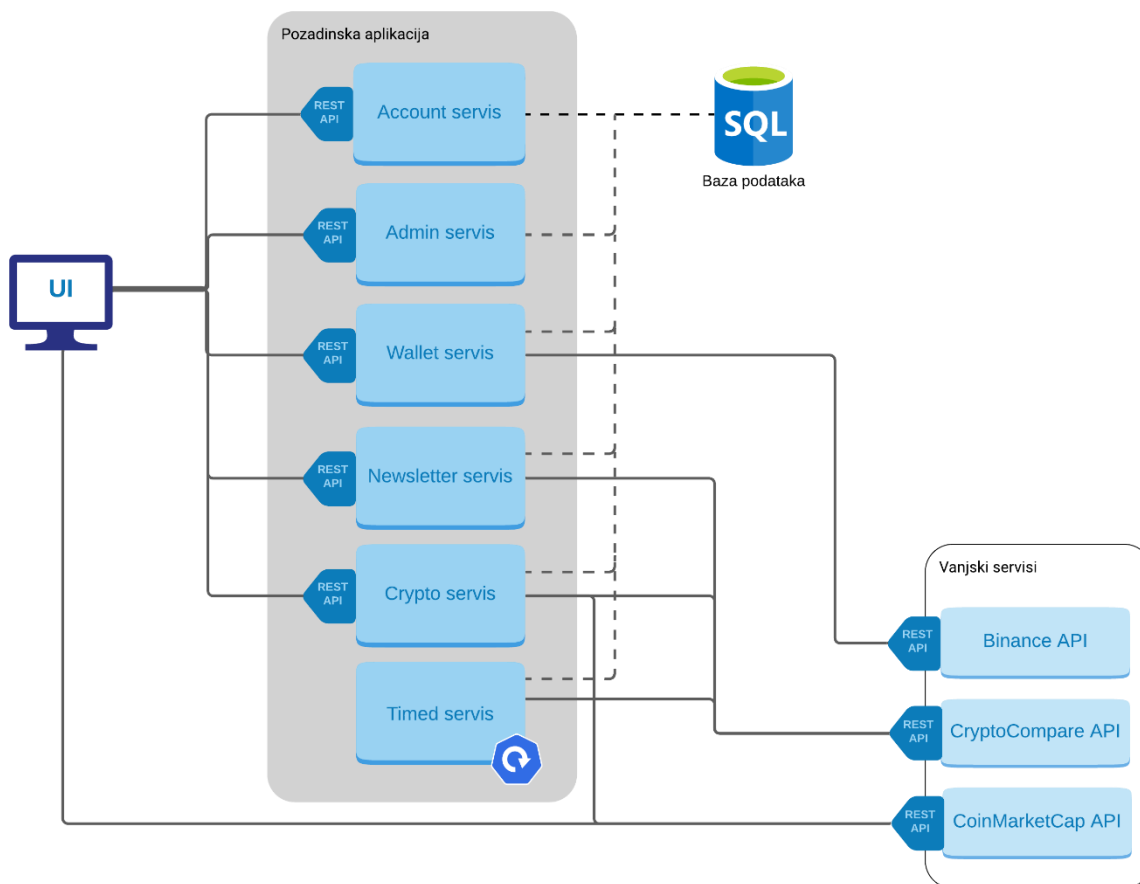 Pozadinska aplikacija
REST
API
Account servis
SQL
Baza podataka
REST
API
Admin servis
UI
REST
API
Wallet servis
REST
API
Newsletter servis
REST
API
Crypto servis
Timed servis
Vanjski servisi
REST
API
Binance API
REST
API
CryptoCompare API
REST
API
CoinMarketCap API